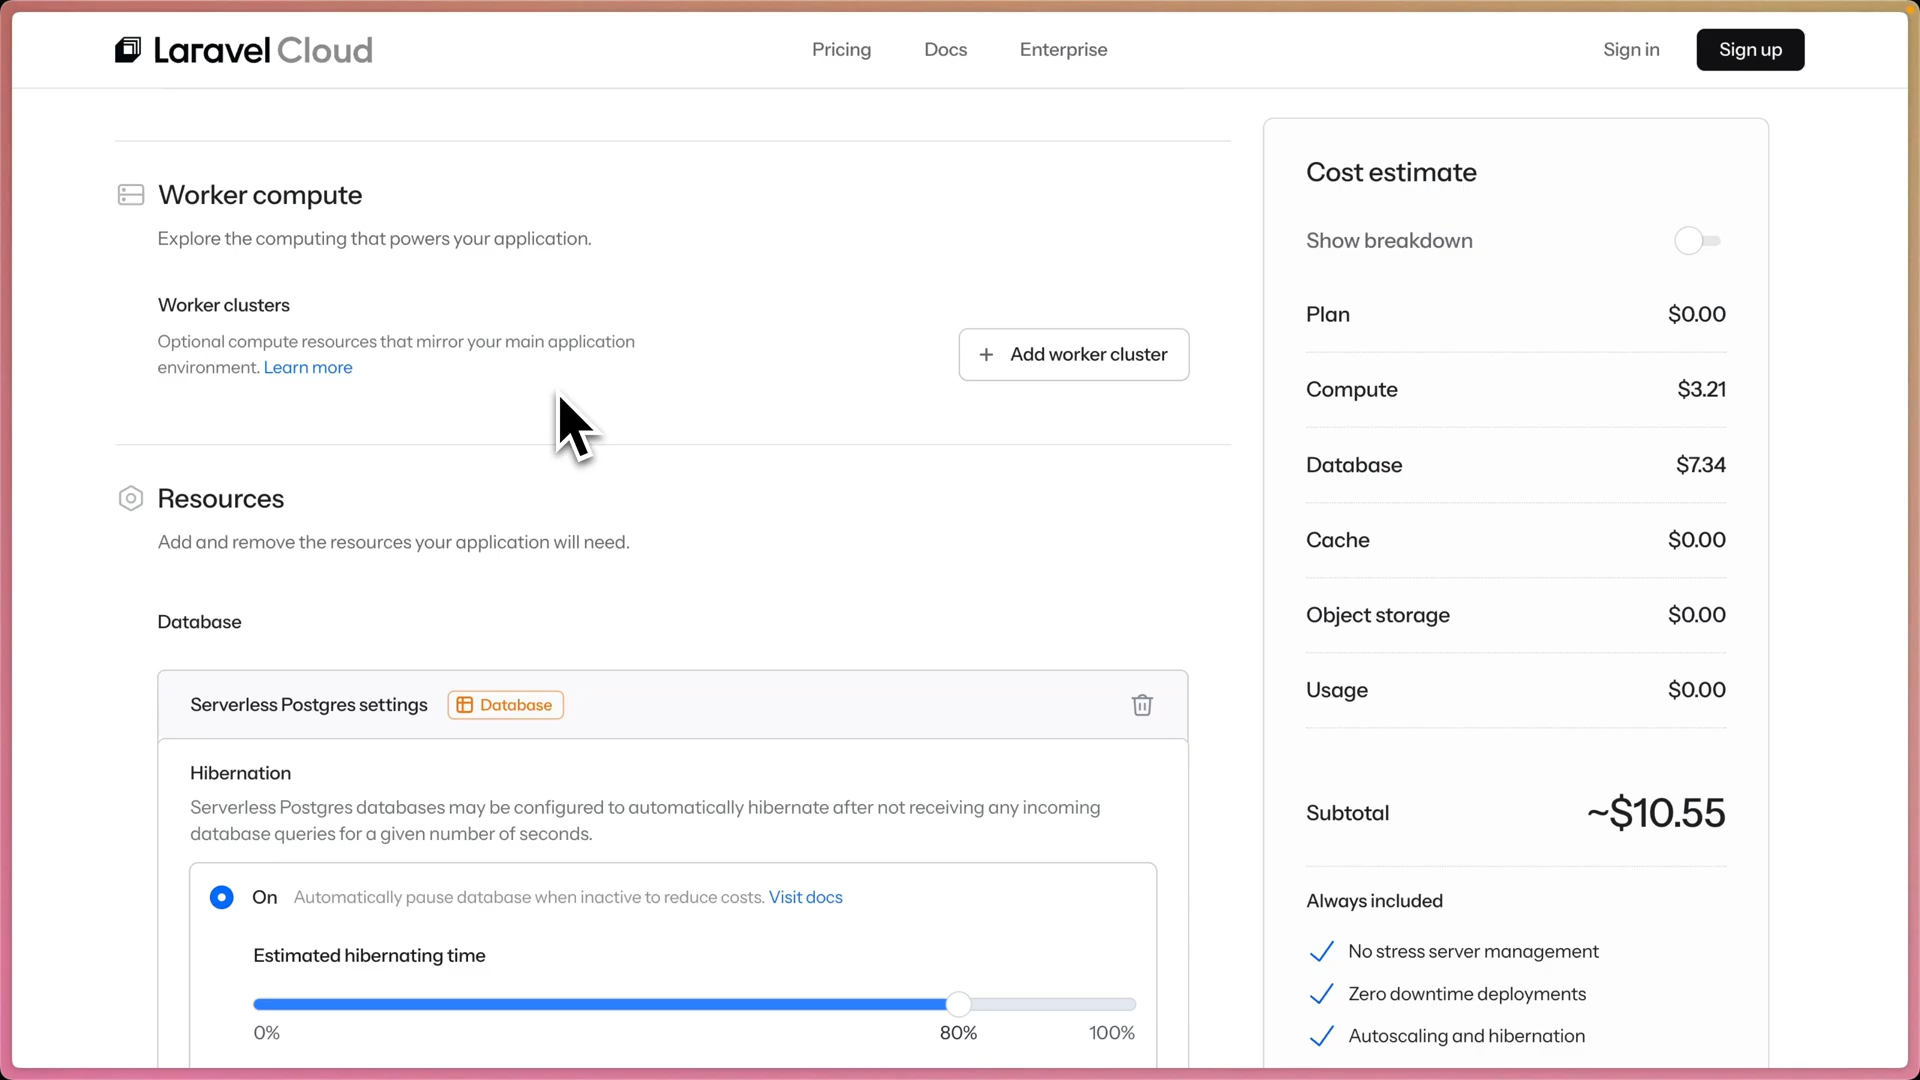 Laravel Cloud
Pricing
Docs
Enterprise
Sign in
Sign up
Worker compute
Explore the computing that powers your application.
Worker clusters
Optional compute resources that mirror your main application
environment. Learn more
+ Add worker cluster
Resources
Add and remove the resources your application will need.
Database
Serverless Postgres settings
Database
Hibernation
Serverless Postgres databases may be configured to automatically hibernate after not receiving any incoming
database queries for a given number of seconds.
On Automatically pause database when inactive to reduce costs. Visit docs
Estimated hibernating time
0%
80%
100%
Cost estimate
Show breakdown
Plan $0.00
Compute $3.21
Database $7.34
Cache $0.00
Object storage $0.00
Usage $0.00
Subtotal ~$10.55
Always included
No stress server management
Zero downtime deployments
Autoscaling and hibernation